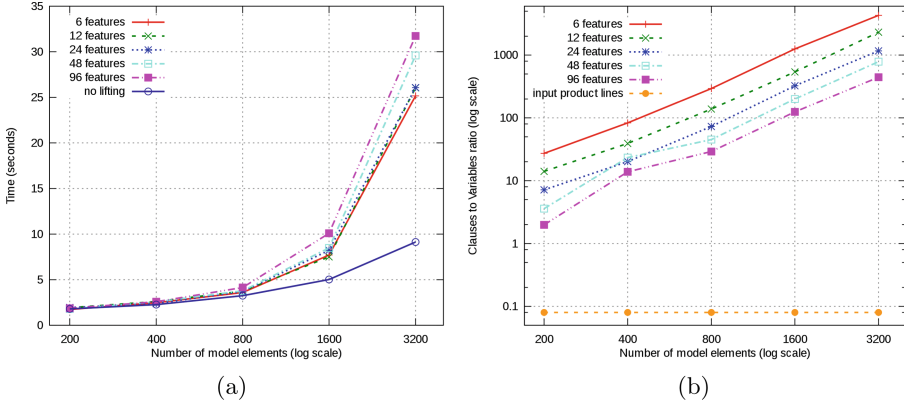 35
30
25
20
15
10
5
0
Time (seconds)
6 features
12 features
24 features
48 features
96 features
no lifting
200
400
800
1600
3200
Number of model elements (log scale)
(a)
1000
100
10
1
0.1
Clauses to Variables ratio (log scale)
6 features
12 features
24 features
48 features
96 features
input product lines
200
400
800
1600
3200
Number of model elements (log scale)
(b)